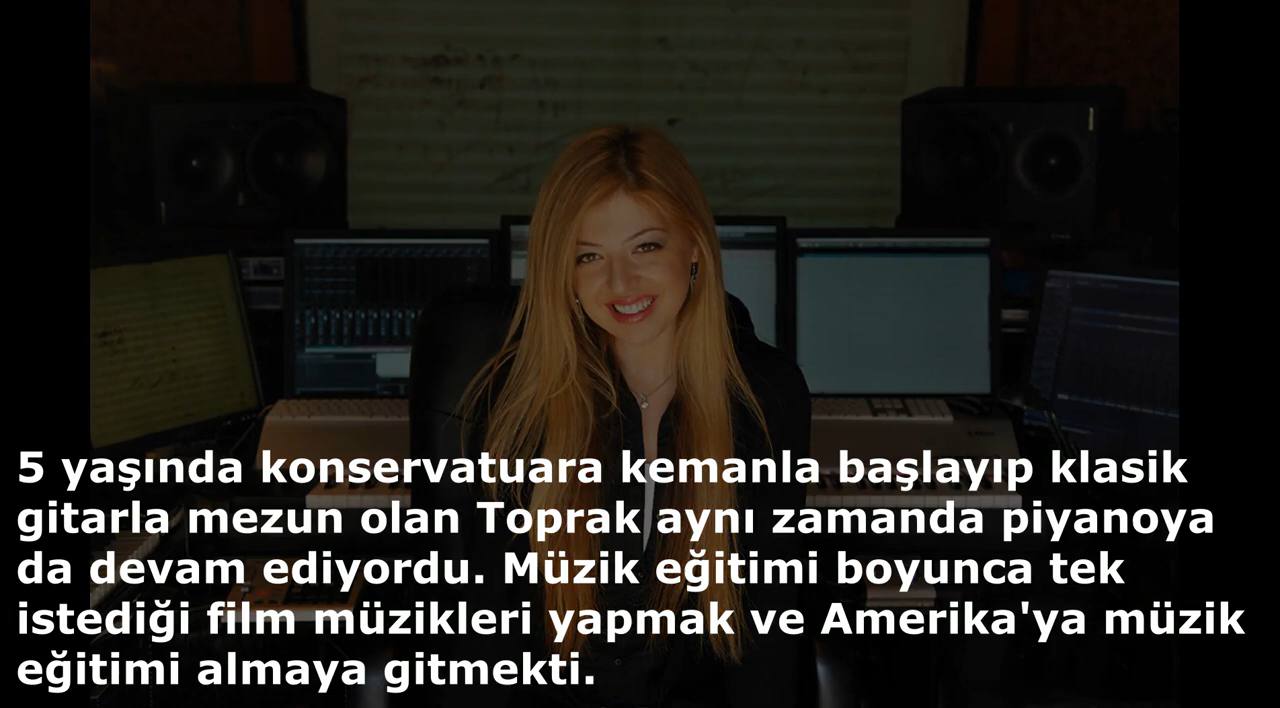 5 yaşında konservatuara kemanla başlayıp klasik
gitarla mezun olan Toprak aynı zamanda piyanoya
da devam ediyordu. Müzik eğitimi boyunca tek
istediği film müzikleri yapmak ve Amerika'ya müzik
eğitimi almaya gitmekti.